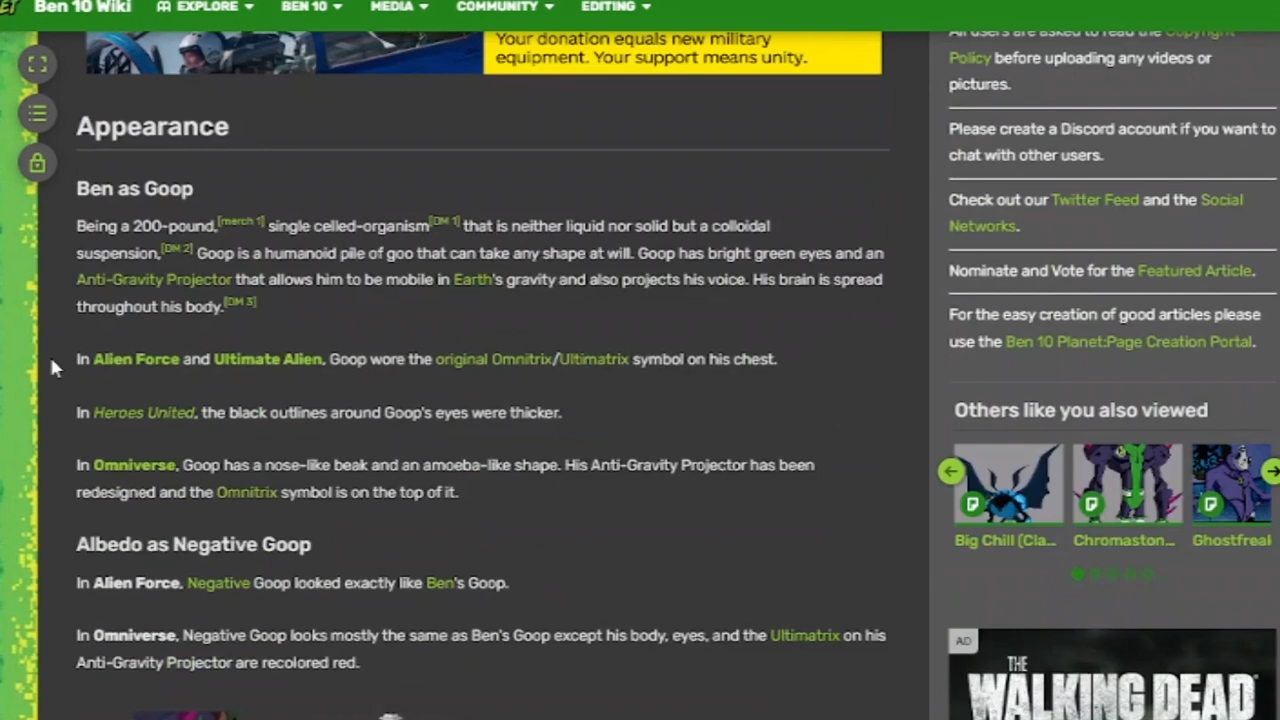 Ben 10 Wiki
EXPLORE
BEN 10
MEDIA
COMMUNITY
EDITING
Your donation equals new military
equipment. Your support means unity.
Appearance
Ben as Goop
Being a 200-pound,[merch 1] single celled-organism[DM 1] that is neither liquid nor solid but a colloidal
suspension,[DM 2] Goop is a humanoid pile of goo that can take any shape at will. Goop has bright green eyes and an
Anti-Gravity Projector that allows him to be mobile in Earth's gravity and also projects his voice. His brain is spread
throughout his body.[DM 3]
In Alien Force and Ultimate Alien, Goop wore the original Omnitrix/Ultimatrix symbol on his chest.
In Heroes United, the black outlines around Goop's eyes were thicker.
In Omniverse, Goop has a nose-like beak and an amoeba-like shape. His Anti-Gravity Projector has been
redesigned and the Omnitrix symbol is on the top of it.
Albedo as Negative Goop
In Alien Force, Negative Goop looked exactly like Ben's Goop.
In Omniverse, Negative Goop looks mostly the same as Ben's Goop except his body, eyes, and the Ultimatrix on his
Anti-Gravity Projector are recolored red.
All users are asked to read the Copyright
Policy before uploading any videos or
pictures.
Please create a Discord account if you want to
chat with other users.
Check out our Twitter Feed and the Social
Networks.
Nominate and Vote for the Featured Article.
For the easy creation of good articles please
use the Ben 10 Planet:Page Creation Portal.
Others like you also viewed
Big Chill (Cla...
Chromaston...
Ghostfreak
AD
THE
WALKING DEAD